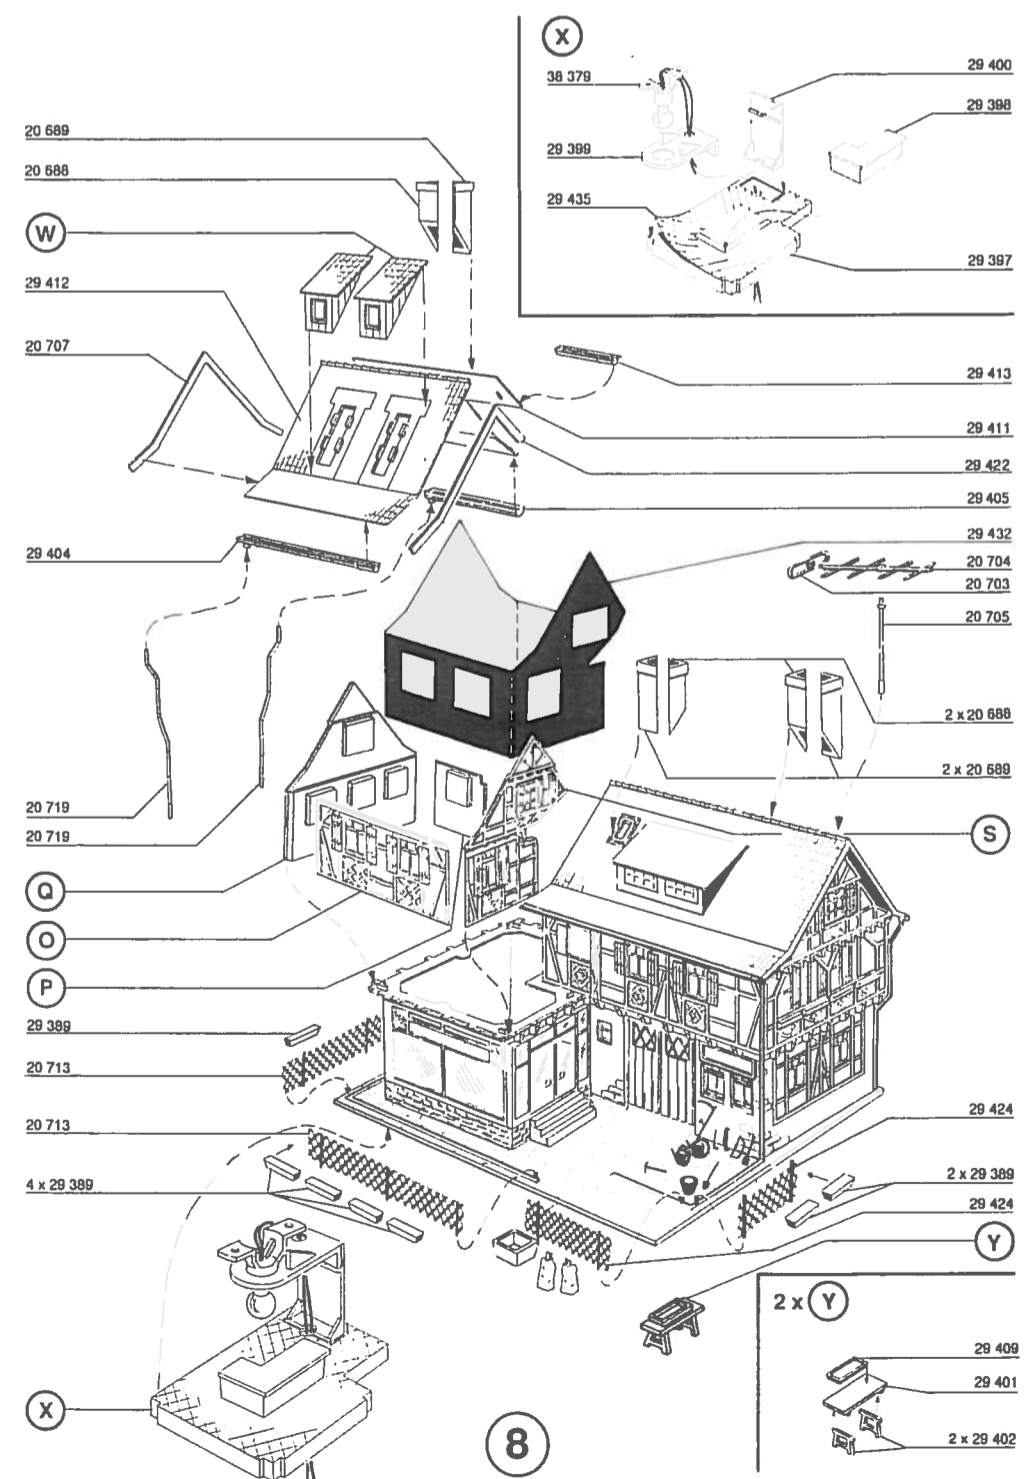 X
38 379
29 400
29 398
29 399
29 435
29 397
20 689
20 688
W
29 412
20 707
29 413
29 411
29 422
29 405
29 432
29 404
20 704
20 703
20 705
2 x 20 688
2 x 20 689
20 719
20 719
S
Q
O
P
29 389
20 713
20 713
4 x 29 389
29 424
2 x 29 389
29 424
Y
2 x Y
29 409
29 401
2 x 29 402
X
8